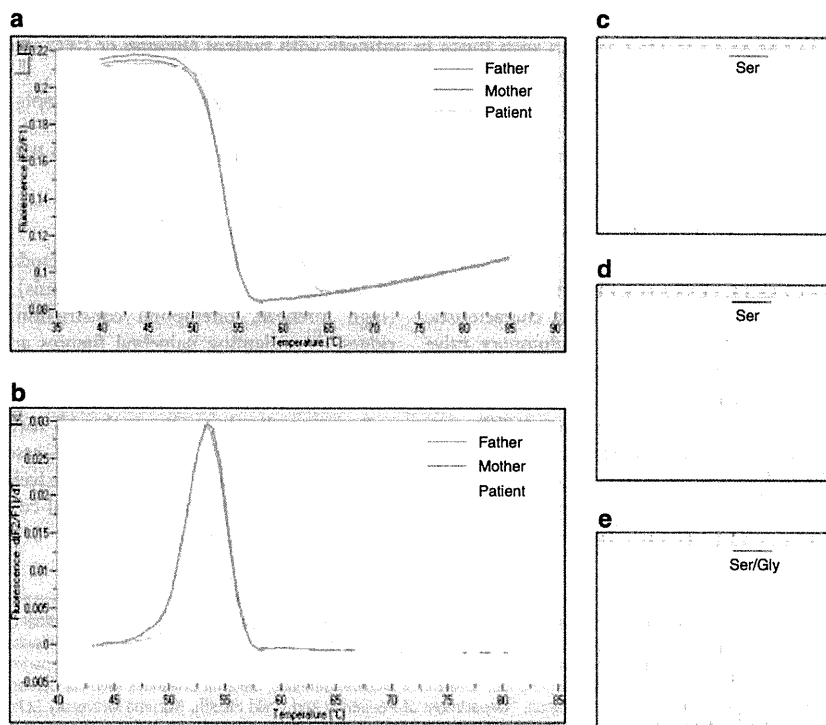 a
0.22
0.2
0.18
0.16
0.14
0.12
0.1
0.08
Fluorescence (F2/F1)
Father
Mother
Patient
35 40 45 50 55 60 65 70 75 80 85 90
Temperature (°C)
b
0.03
0.025
0.02
0.015
0.01
0.005
0
0.005
Fluorescence -d(F2/F1)/dT
Father
Mother
Patient
40 45 50 55 60 65 70 75 80 85
Temperature (°C)
c
Ser
d
Ser
e
Ser/Gly